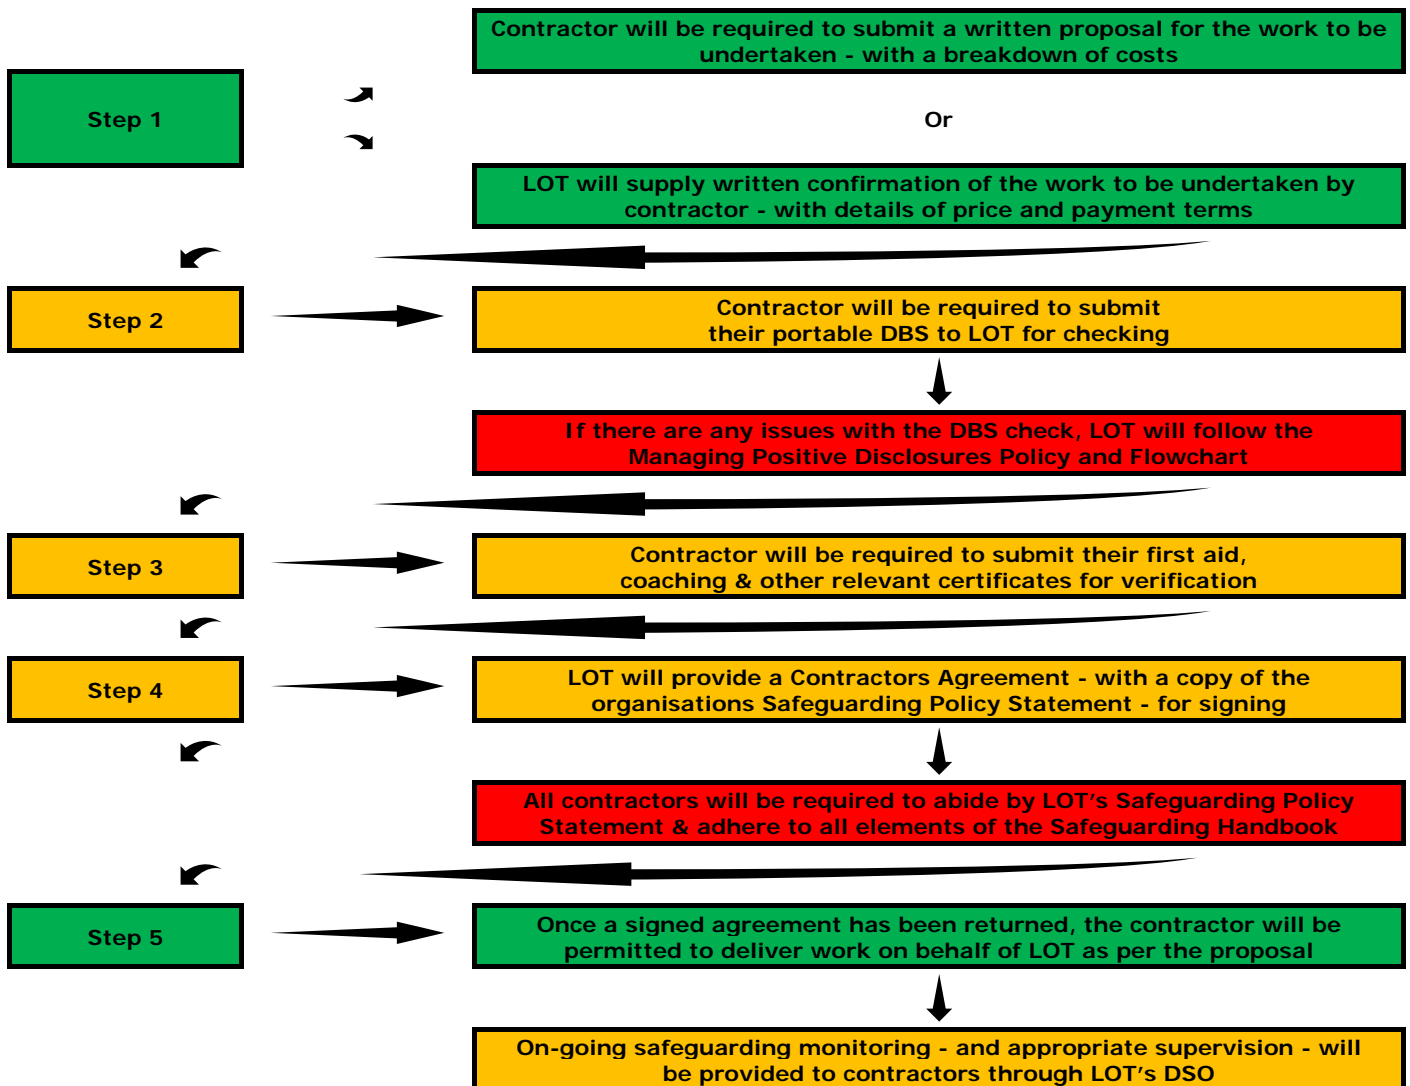 Contractor will be required to submit a written proposal for the work to be
undertaken - with a breakdown of costs
Step 1
Or
LOT will supply written confirmation of the work to be undertaken by
contractor - with details of price and payment terms
Step 2
Contractor will be required to submit
their portable DBS to LOT for checking
If there are any issues with the DBS check, LOT will follow the
Managing Positive Disclosures Policy and Flowchart
Step 3
Contractor will be required to submit their first aid,
coaching & other relevant certificates for verification
Step 4
LOT will provide a Contractors Agreement - with a copy of the
organisations Safeguarding Policy Statement - for signing
All contractors will be required to abide by LOT's Safeguarding Policy
Statement & adhere to all elements of the Safeguarding Handbook
Step 5
Once a signed agreement has been returned, the contractor will be
permitted to deliver work on behalf of LOT as per the proposal
On-going safeguarding monitoring - and appropriate supervision - will
be provided to contractors through LOT's DSO